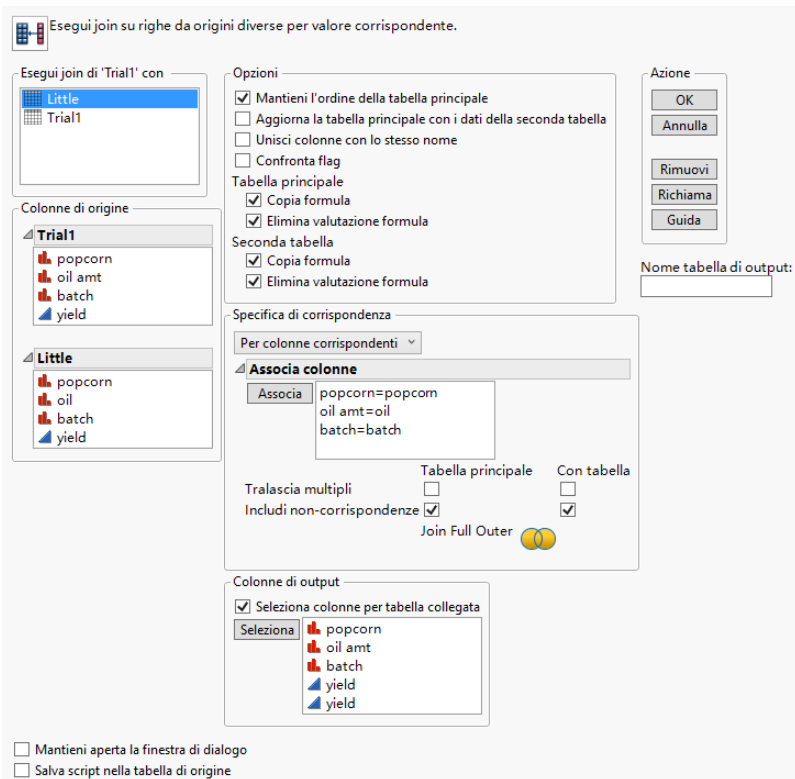 Esegui join su righe da origini diverse per valore corrispondente.
Esegui join di 'Trial1' con
Little
Trial1
Colonne di origine
Trial1
popcorn
oil amt
batch
yield
Little
popcorn
oil
batch
yield
Opzioni
Mantieni l'ordine della tabella principale
Aggiorna la tabella principale con i dati della seconda tabella
Unisci colonne con lo stesso nome
Confronta flag
Tabella principale
Copia formula
Elimina valutazione formula
Seconda tabella
Copia formula
Elimina valutazione formula
Specifica di corrispondenza
Per colonne corrispondenti
Associa colonne
Associa
popcorn=popcorn
oil amt=oil
batch=batch
Tabella principale Con tabella
Tralascia multipli
Includi non-corrispondenze
Join Full Outer
Colonne di output
Seleziona colonne per tabella collegata
Seleziona
popcorn
oil amt
batch
yield
yield
Azione
OK
Annulla
Rimuovi
Richiama
Guida
Nome tabella di output:
Mantieni aperta la finestra di dialogo
Salva script nella tabella di origine